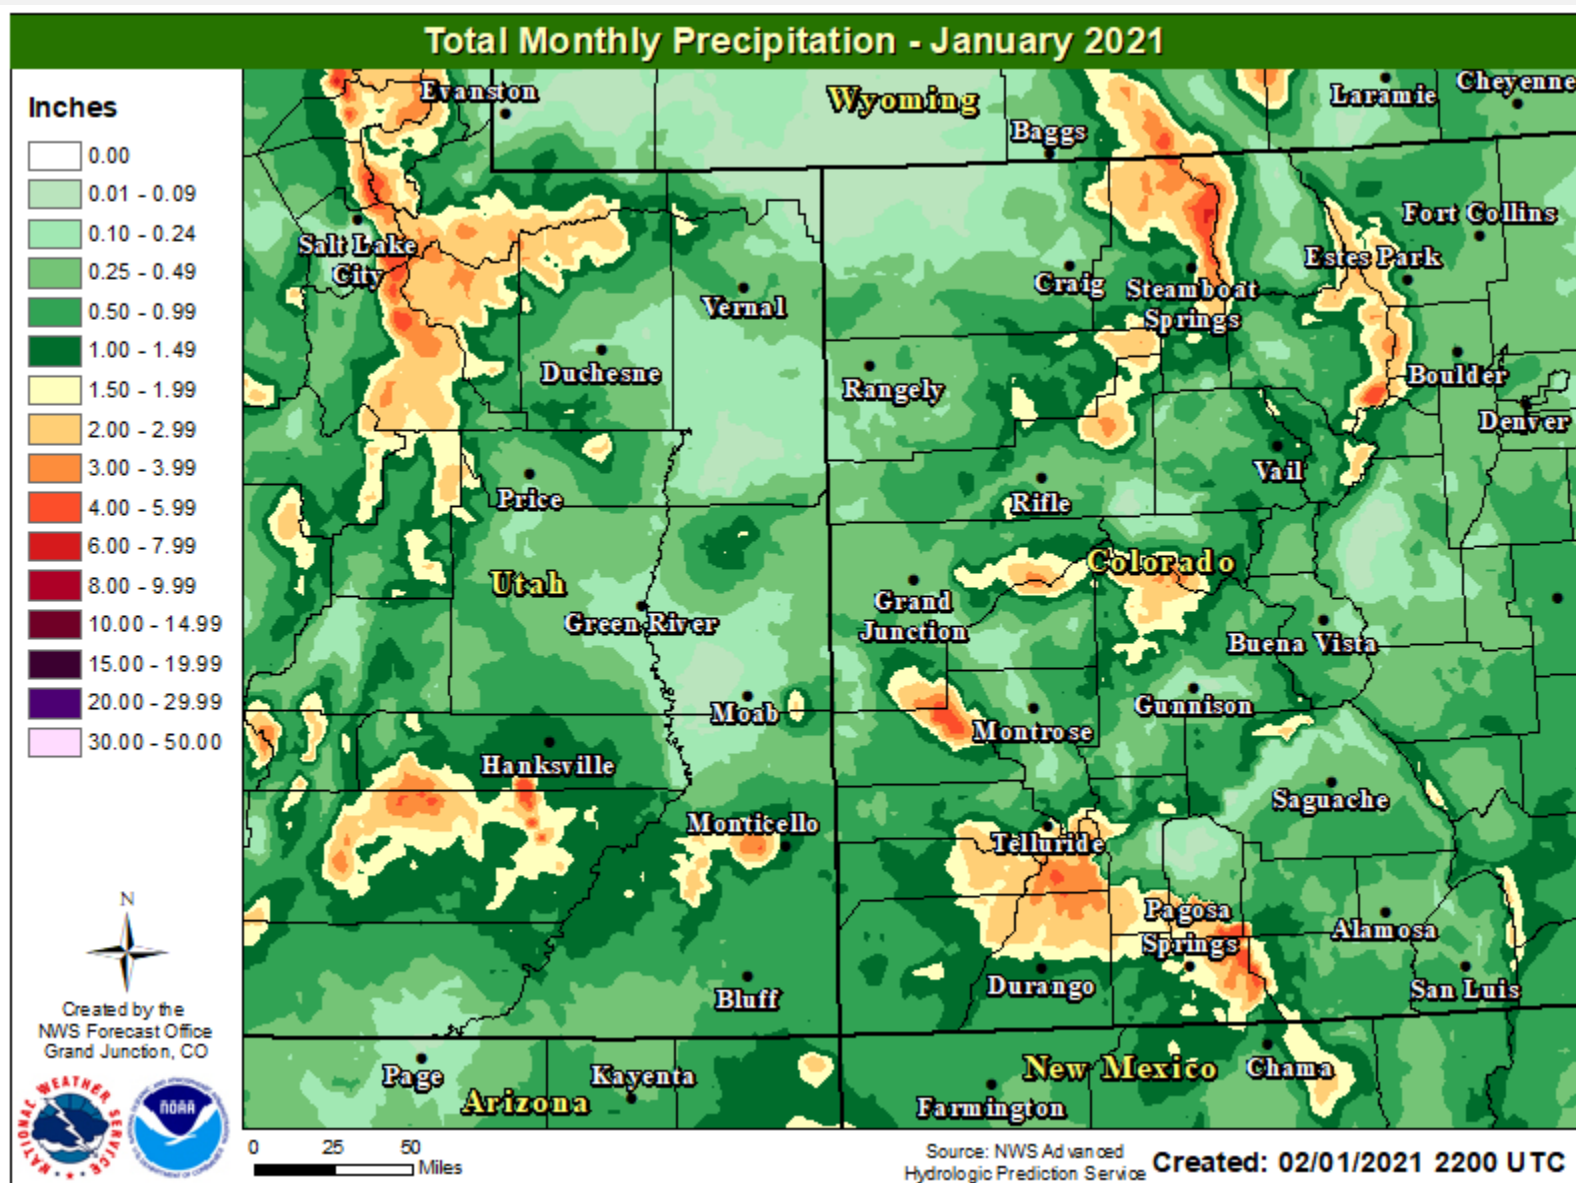 Total Monthly Precipitation - January 2021
Inches
0.00
0.01 - 0.09
0.10 - 0.24
0.25 - 0.49
0.50 - 0.99
1.00 - 1.49
1.50 - 1.99
2.00 - 2.99
3.00 - 3.99
4.00 - 5.99
6.00 - 7.99
8.00 - 9.99
10.00 - 14.99
15.00 - 19.99
20.00 - 29.99
30.00 - 50.00
N
Created by the
NWS Forecast Office
Grand Junction, CO
NATIONAL WEATHER SERVICE
NOAA
Evanston
Wyoming
Baggs
Laramie
Cheyenne
Salt Lake
City
Fort Collins
Estes Park
Craig
Steamboat
Springs
Vernal
Duchesne
Rangely
Boulder
Denver
Vail
Price
Rifle
Utah
Colorado
Green River
Grand
Junction
Buena Vista
Moab
Montrose
Gunnison
Hanksville
Saguache
Monticello
Telluride
Pagosa
Springs
Alamosa
Bluff
Durango
San Luis
Page
Kayenta
Arizona
New Mexico
Chama
Farmington
0 25 50
Miles
Source: NWS Advanced
Hydrologic Prediction Service
Created: 02/01/2021 2200 UTC